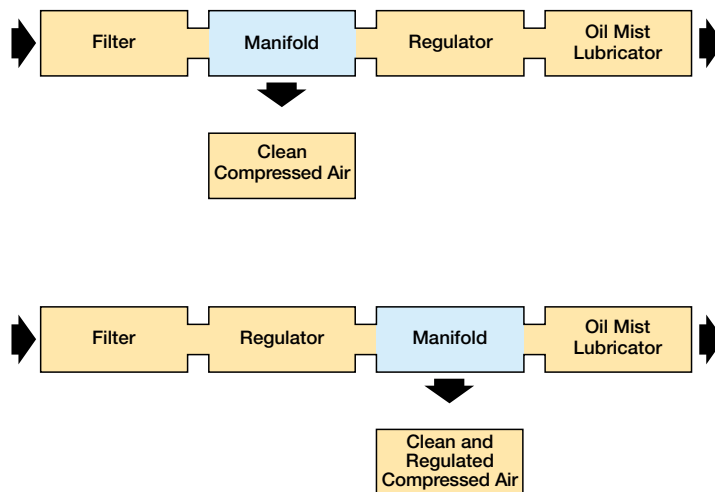 Filter
Manifold
Regulator
Oil Mist
Lubricator
Clean
Compressed Air
Filter
Regulator
Manifold
Oil Mist
Lubricator
Clean and
Regulated
Compressed Air